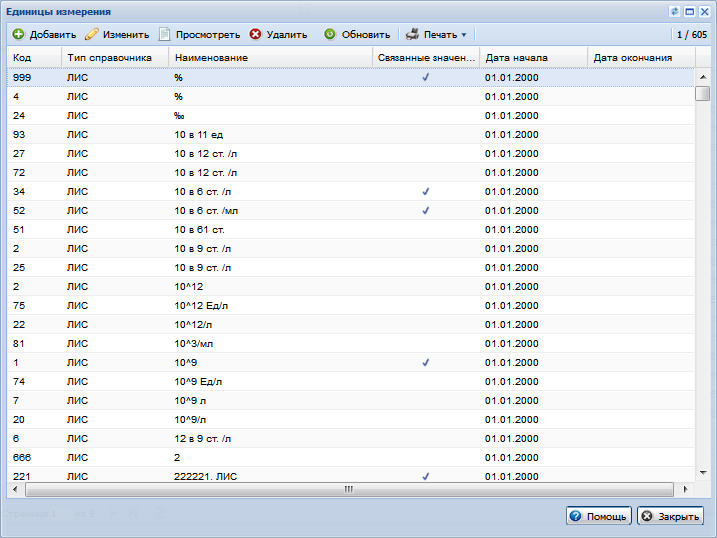 Единицы измерения
Добавить Изменить Просмотреть Удалить Обновить Печать 1 / 605
Код Тип справочника Наименование Связанные значен... Дата начала Дата окончания
999 ЛИС % ✓ 01.01.2000
4 ЛИС % 01.01.2000
24 ЛИС ‰ 01.01.2000
93 ЛИС 10 в 11 ед 01.01.2000
27 ЛИС 10 в 12 ст. /л 01.01.2000
72 ЛИС 10 в 12 ст. /л 01.01.2000
34 ЛИС 10 в 6 ст. /л ✓ 01.01.2000
52 ЛИС 10 в 6 ст. /мл ✓ 01.01.2000
51 ЛИС 10 в 61 ст. 01.01.2000
2 ЛИС 10 в 9 ст. /л 01.01.2000
25 ЛИС 10 в 9 ст. /л 01.01.2000
2 ЛИС 10^12 01.01.2000
75 ЛИС 10^12 Ед/л 01.01.2000
22 ЛИС 10^12/л 01.01.2000
81 ЛИС 10^3/мл 01.01.2000
1 ЛИС 10^9 ✓ 01.01.2000
74 ЛИС 10^9 Ед/л 01.01.2000
7 ЛИС 10^9 л 01.01.2000
20 ЛИС 10^9/л 01.01.2000
6 ЛИС 12 в 9 ст. /л 01.01.2000
666 ЛИС 2 01.01.2000
221 ЛИС 222221. ЛИС ✓ 01.01.2000
Помощь Закрыть